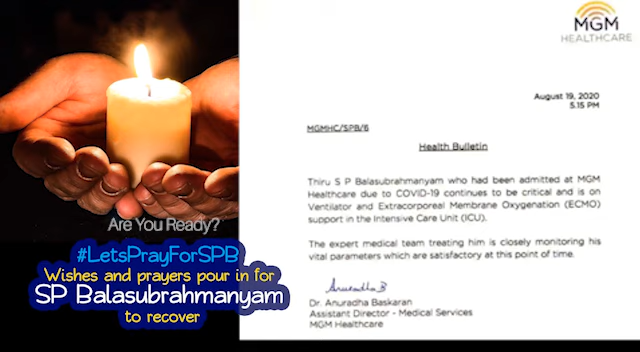 Are You Ready?
#LetsPrayForSPB
Wishes and prayers pour in for
SP Balasubrahmanyam
to recover
MGM
HEALTHCARE
August 19, 2020
5.15 PM
MGMHC/SPB/6
Health Bulletin
Thiru S P Balasubrahmanyam who had been admitted at MGM
Healthcare due to COVID-19 continues to be critical and is on
Ventilator and Extracorporeal Membrane Oxygenation (ECMO)
support in the Intensive Care Unit (ICU).
The expert medical team treating him is closely monitoring his
vital parameters which are satisfactory at this point of time.
Anuradha B
Dr. Anuradha Baskaran
Assistant Director - Medical Services
MGM Healthcare